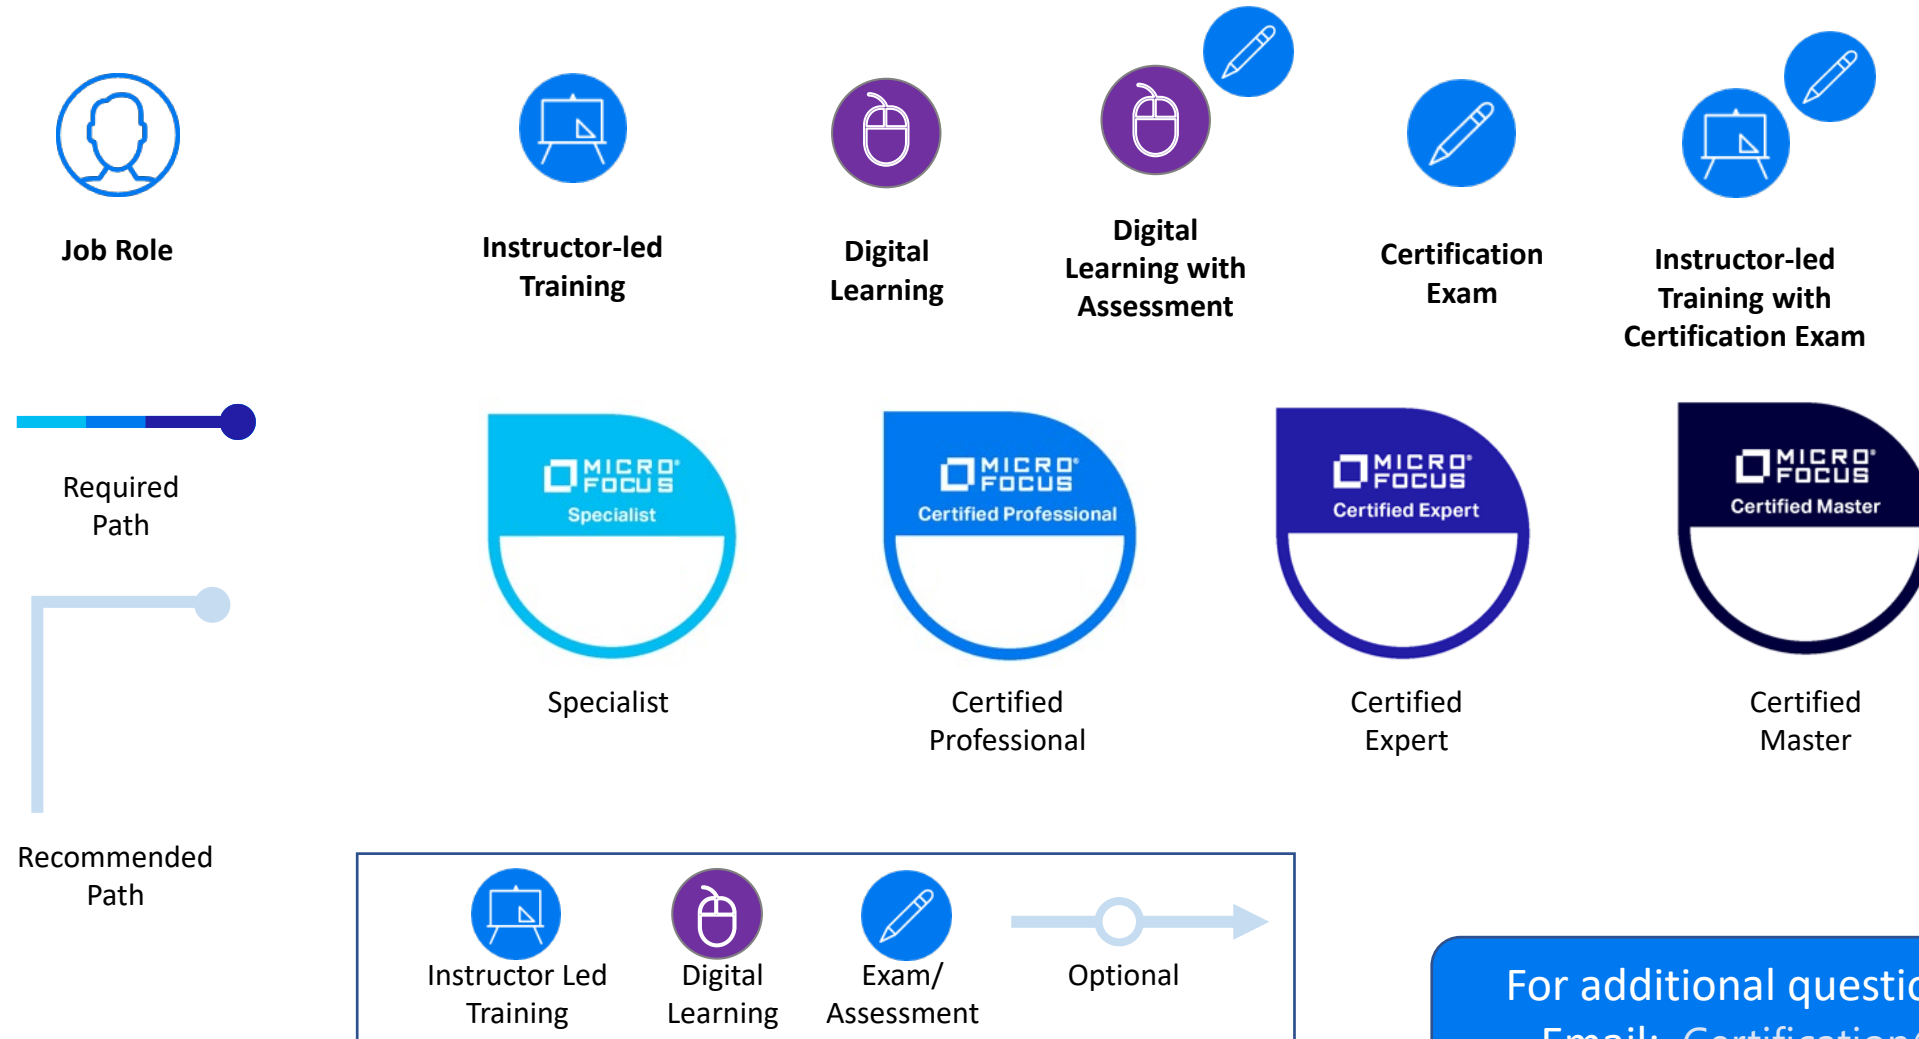 Job Role
Instructor-led
Training
Digital
Learning
Digital
Learning with
Assessment
Certification
Exam
Instructor-led
Training with
Certification Exam
Required
Path
MICRO
FOCUS
Specialist
MICRO
FOCUS
Certified Professional
MICRO
FOCUS
Certified Expert
MICRO
FOCUS
Certified Master
Specialist
Certified
Professional
Certified
Expert
Certified
Master
Recommended
Path
Instructor Led
Training
Digital
Learning
Exam/
Assessment
Optional
For additional
Email: